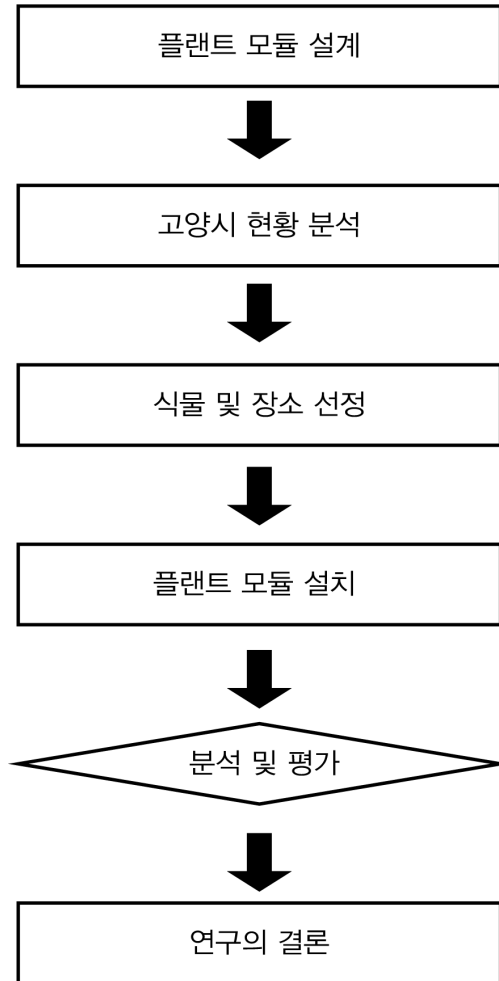 플랜트 모듈 설계
고양시 현황 분석
식물 및 장소 선정
플랜트 모듈 설치
분석 및 평가
연구의 결론